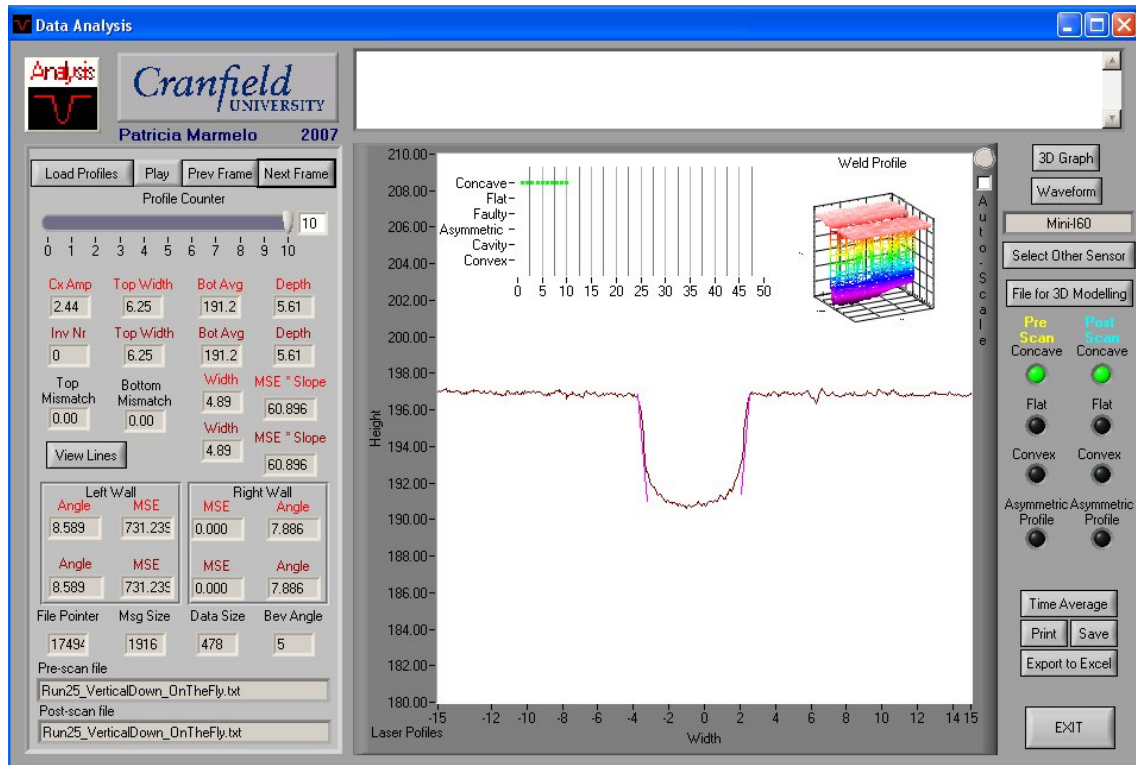 Data Analysis
Analysis
Cranfield
UNIVERSITY
Patricia Marmelo 2007
Load Profiles Play Prev Frame Next Frame
Profile Counter
10
0 1 2 3 4 5 6 7 8 9 10
Cx Amp Top Width Bot Avg Depth
2.44 6.25 191.2 5.61
Inv Nr Top Width Bot Avg Depth
0 6.25 191.2 5.61
Top Mismatch Bottom Mismatch Width MSE * Slope
0.00 0.00 4.89 60.896
Width MSE * Slope
4.89 60.896
View Lines
Left Wall Right Wall
Angle MSE MSE Angle
8.589 731.239 0.000 7.886
Angle MSE MSE Angle
8.589 731.239 0.000 7.886
File Pointer Msg Size Data Size Bev Angle
17494 1916 478 5
Pre-scan file
Run25_VerticalDown_OnTheFly.txt
Post-scan file
Run25_VerticalDown_OnTheFly.txt
210.00
208.00
206.00
204.00
202.00
200.00
198.00
196.00
194.00
192.00
190.00
188.00
186.00
184.00
182.00
180.00
Height
-15 -12 -10 -8 -6 -4 -2 0 2 4 6 8 10 12 14 15
Laser Pofiles
Width
Concave
Flat
Faulty
Asymmetric
Cavity
Convex
0 5 10 15 20 25 30 35 40 45 50
Weld Profile
Auto-Scale
3D Graph
Waveform
Mini-I60
Select Other Sensor
File for 3D Modelling
Pre Scan Post Scan
Concave Concave
Flat Flat
Convex Convex
Asymmetric Profile Asymmetric Profile
Time Average
Print Save
Export to Excel
EXIT